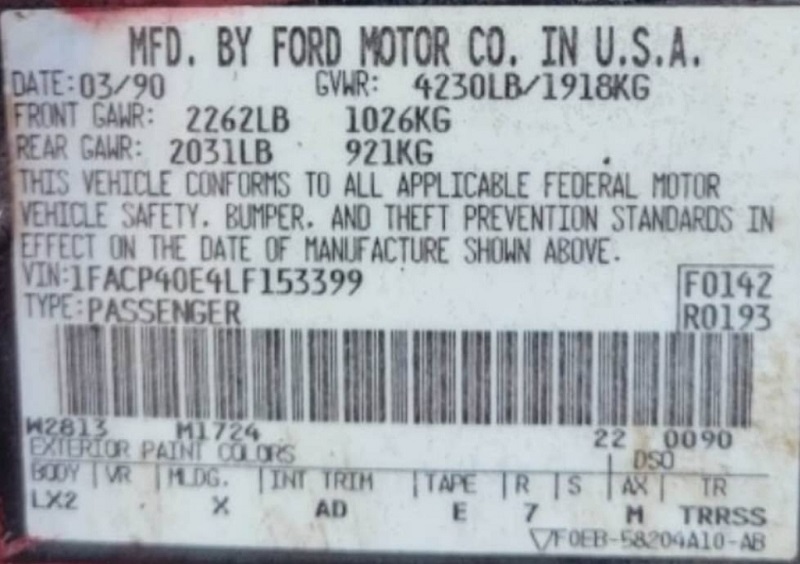 MFD. BY FORD MOTOR CO. IN U.S.A.
DATE: 03/90 GVWR: 4230LB/1918KG
FRONT GAWR: 2262LB 1026KG
REAR GAWR: 2031LB 921KG
THIS VEHICLE CONFORMS TO ALL APPLICABLE FEDERAL MOTOR
VEHICLE SAFETY, BUMPER, AND THEFT PREVENTION STANDARDS IN
EFFECT ON THE DATE OF MANUFACTURE SHOWN ABOVE.
VIN: 1FACP40E4LF153399 F0142
TYPE: PASSENGER R0193
W2813 M1724 22 0090
EXTERIOR PAINT COLORS DSO
BODY | VR | MLDG. | INT TRIM | TAPE | R | S | AX | TR
LX2 X AD E 7 M TRRSS
▽F0EB-58204A10-AB